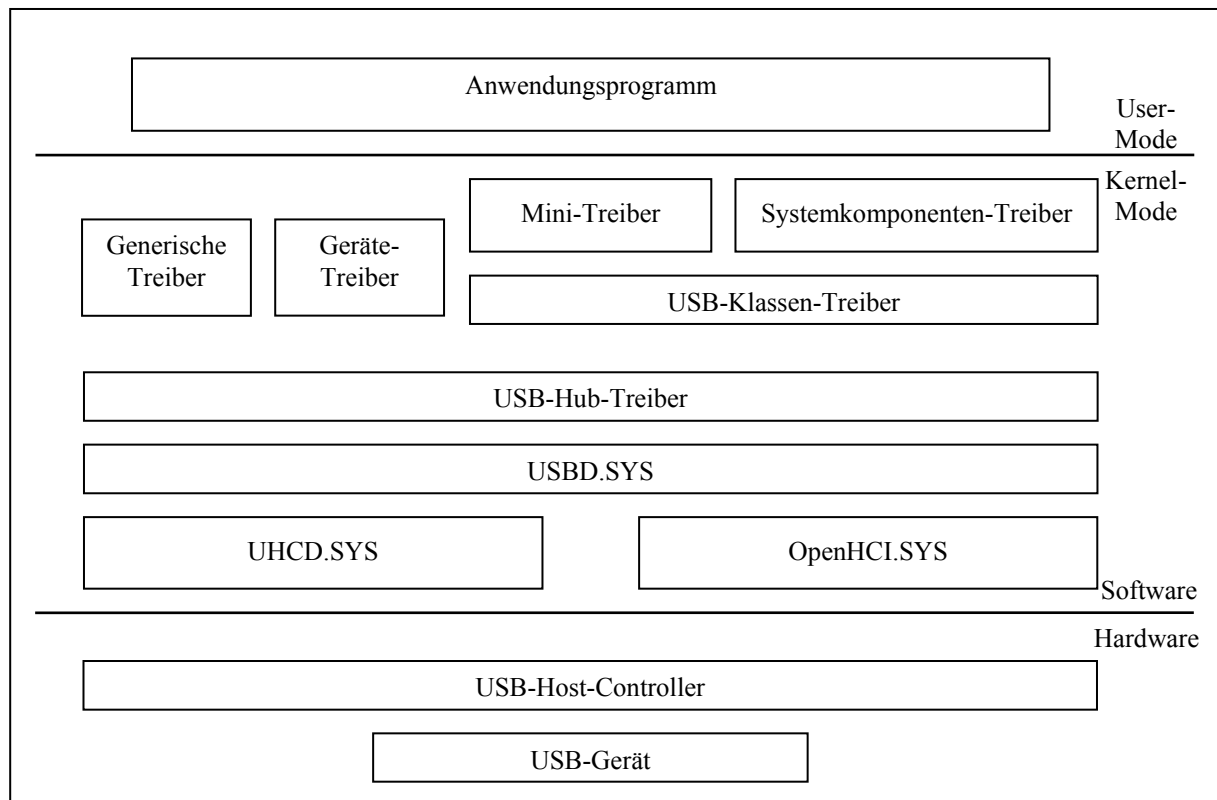 Anwendungsprogramm
User-
Mode
Kernel-
Mode
Mini-Treiber
Systemkomponenten-Treiber
Generische
Treiber
Geräte-
Treiber
USB-Klassen-Treiber
USB-Hub-Treiber
USBD.SYS
UHCD.SYS
OpenHCI.SYS
Software
Hardware
USB-Host-Controller
USB-Gerät